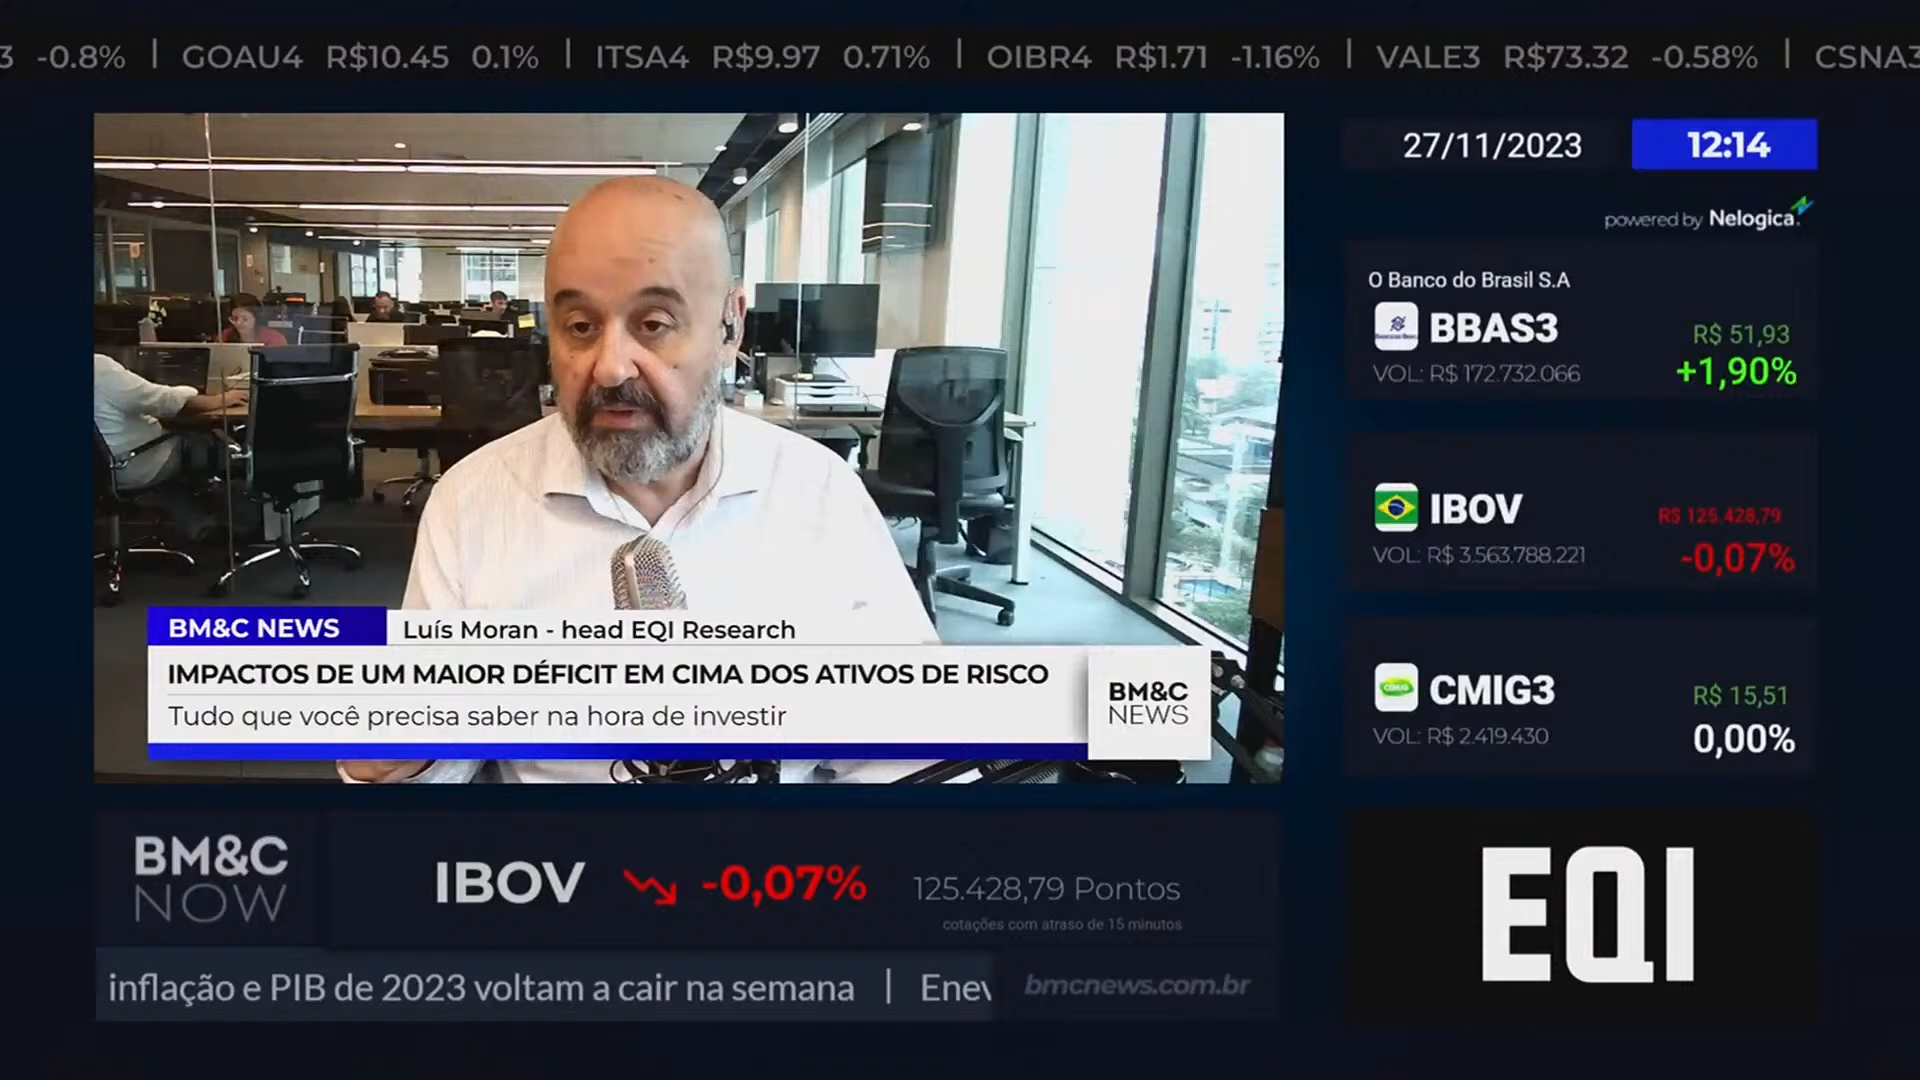 3 -0.8% | GOAU4 R$10.45 0.1% | ITSA4 R$9.97 0.71% | OIBR4 R$1.71 -1.16% | VALE3 R$73.32 -0.58% | CSNA3
27/11/2023 12:14
powered by Nelogica.
O Banco do Brasil S.A
BBAS3 R$ 51,93
VOL: R$ 172.732.066 +1,90%
IBOV R$ 125.428,79
VOL: R$ 3.563.788.221 -0,07%
CMIG3 R$ 15,51
VOL: R$ 2.419.430 0,00%
BM&C NEWS Luís Moran - head EQI Research
IMPACTOS DE UM MAIOR DÉFICIT EM CIMA DOS ATIVOS DE RISCO
Tudo que você precisa saber na hora de investir
BM&C
NEWS
BM&C
NOW
IBOV -0,07% 125.428,79 Pontos
cotações com atraso de 15 minutos
inflação e PIB de 2023 voltam a cair na semana | Enev
bmcnews.com.br
EQI